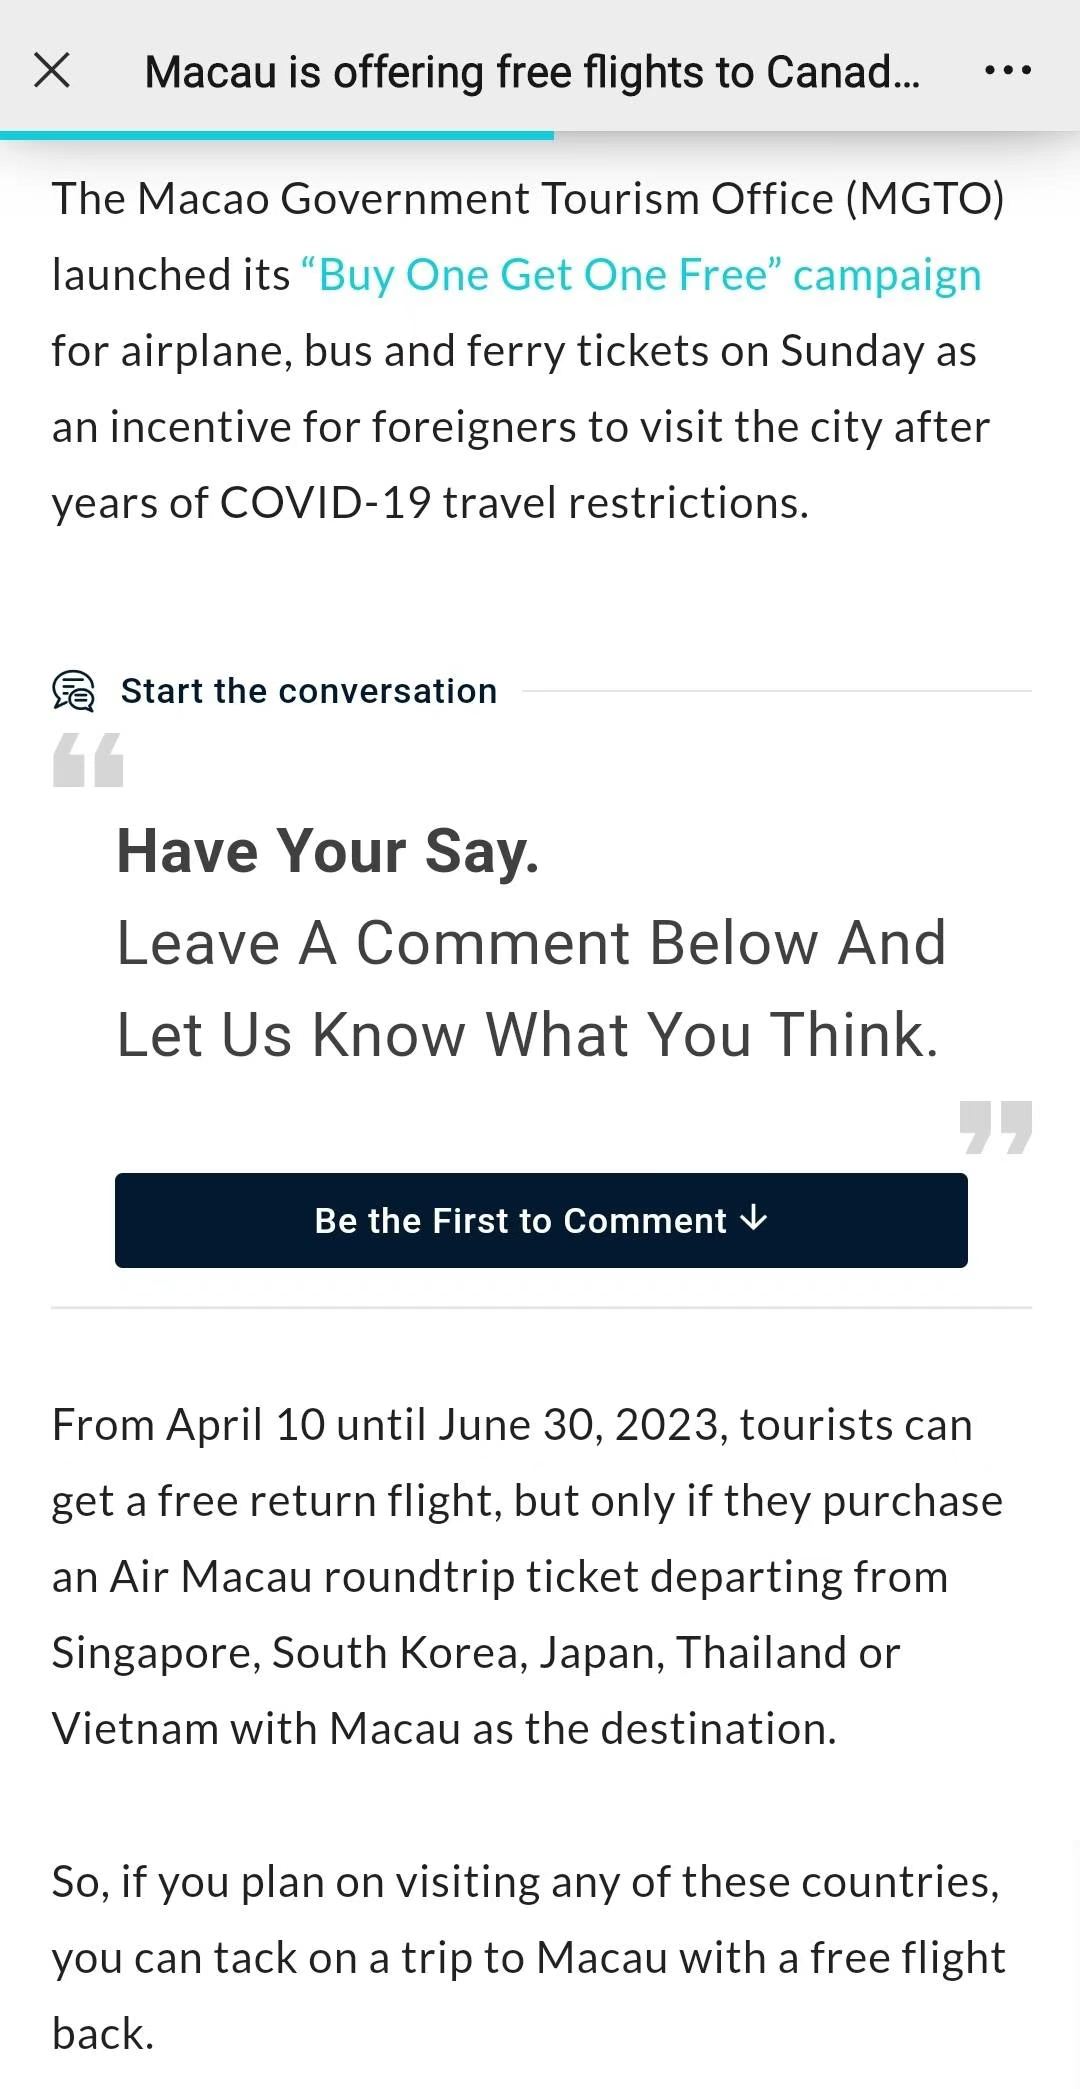 Macau is offering free flights to Canad...
The Macao Government Tourism Office (MGTO)
launched its “Buy One Get One Free” campaign
for airplane, bus and ferry tickets on Sunday as
an incentive for foreigners to visit the city after
years of COVID-19 travel restrictions.
Start the conversation
Have Your Say.
Leave A Comment Below And
Let Us Know What You Think.
Be the First to Comment ↓
From April 10 until June 30, 2023, tourists can
get a free return flight, but only if they purchase
an Air Macau roundtrip ticket departing from
Singapore, South Korea, Japan, Thailand or
Vietnam with Macau as the destination.
So, if you plan on visiting any of these countries,
you can tack on a trip to Macau with a free flight
back.